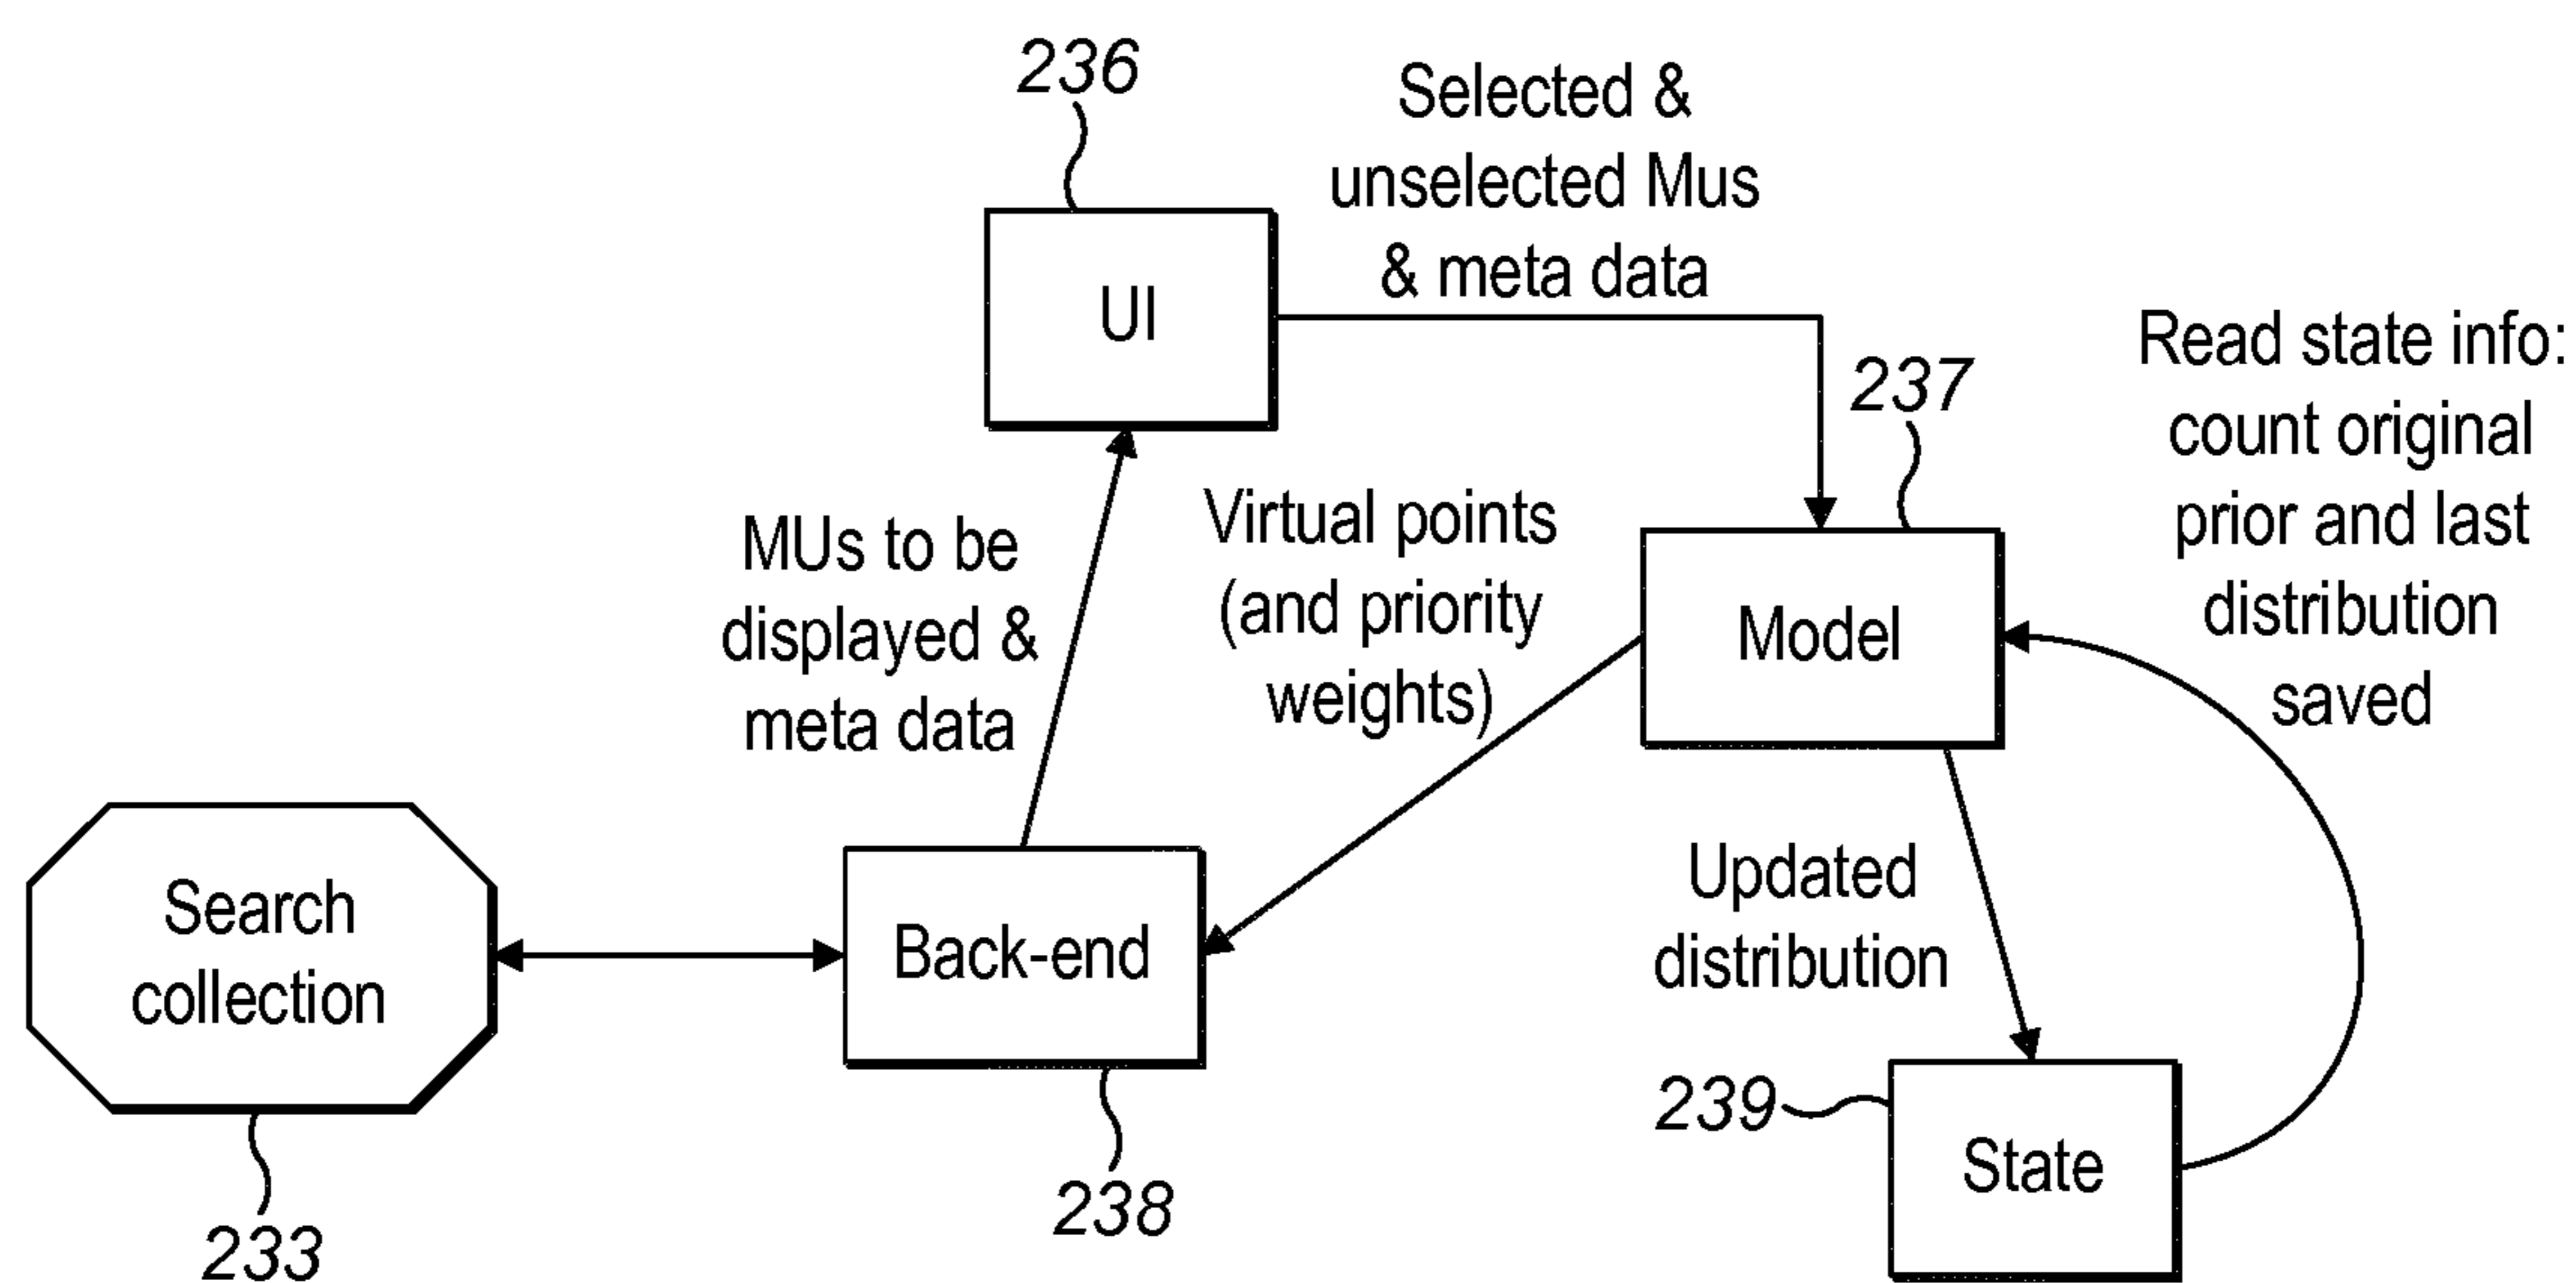 236
Selected &
unselected Mus
& meta data
UI
237
Read state info:
count original
prior and last
distribution
saved
MUs to be
displayed &
meta data
Virtual points
(and priority
weights)
Model
Search
collection
Back-end
Updated
distribution
239
State
238
233